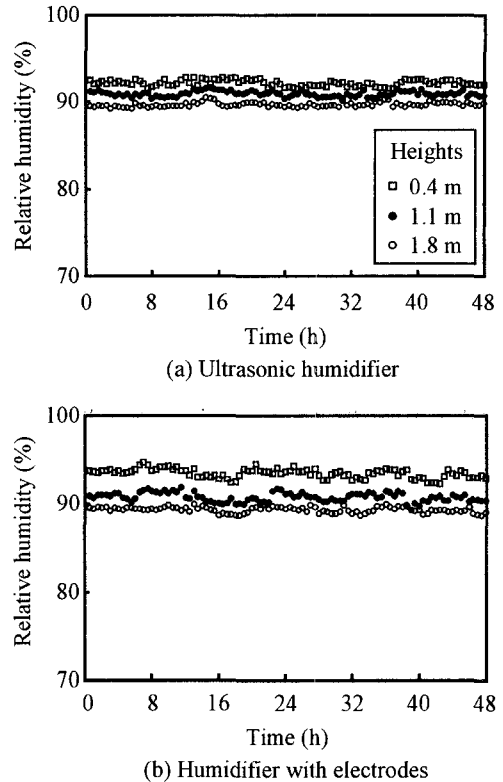 100
90
80
70
Relative humidity (%)
Heights
0.4 m
1.1 m
1.8 m
0 8 16 24 32 40 48
Time (h)
(a) Ultrasonic humidifier
100
90
80
70
Relative humidity (%)
0 8 16 24 32 40 48
Time (h)
(b) Humidifier with electrodes